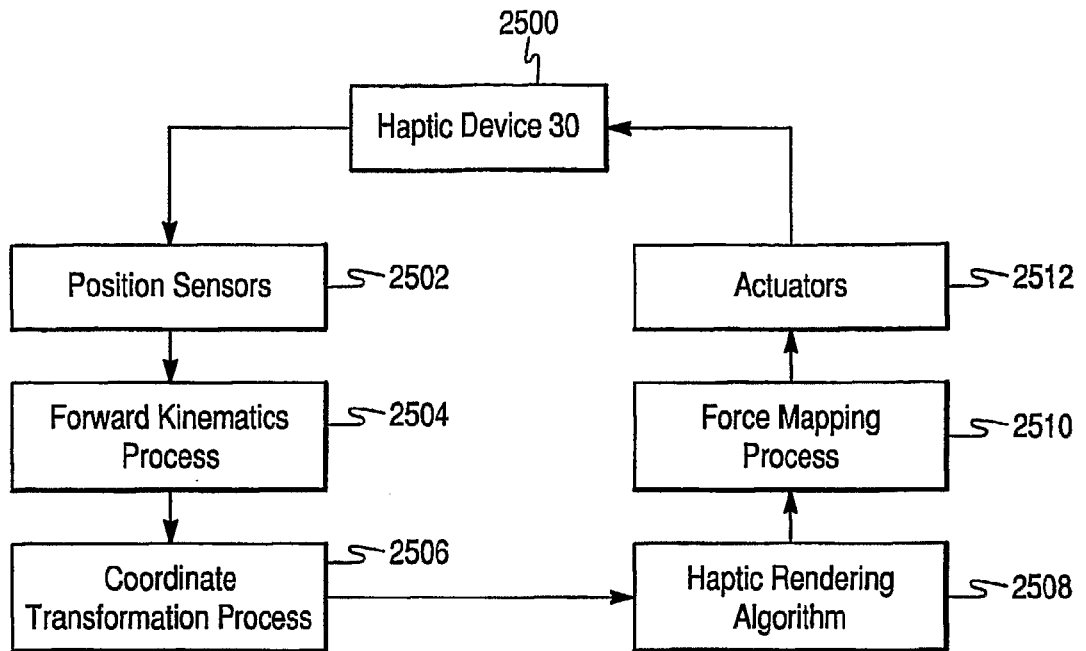 2500
Haptic Device 30
Position Sensors
2502
Actuators
2512
Forward Kinematics
Process
2504
Force Mapping
Process
2510
Coordinate
Transformation Process
2506
Haptic Rendering
Algorithm
2508